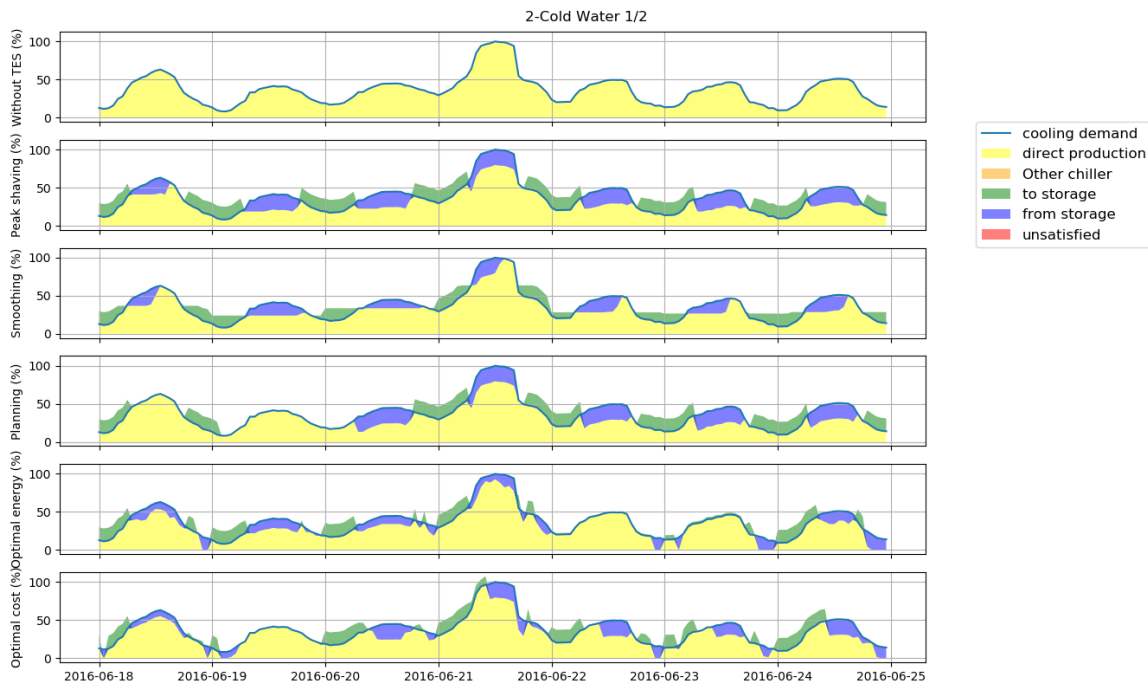 2-Cold Water 1/2
Without TES (%)
100
50
0
Peak shaving (%)
100
50
0
Smoothing (%)
100
50
0
Planning (%)
100
50
0
Optimal energy (%)
100
50
0
Optimal cost (%)
100
50
0
2016-06-18 2016-06-19 2016-06-20 2016-06-21 2016-06-22 2016-06-23 2016-06-24 2016-06-25
cooling demand
direct production
Other chiller
to storage
from storage
unsatisfied